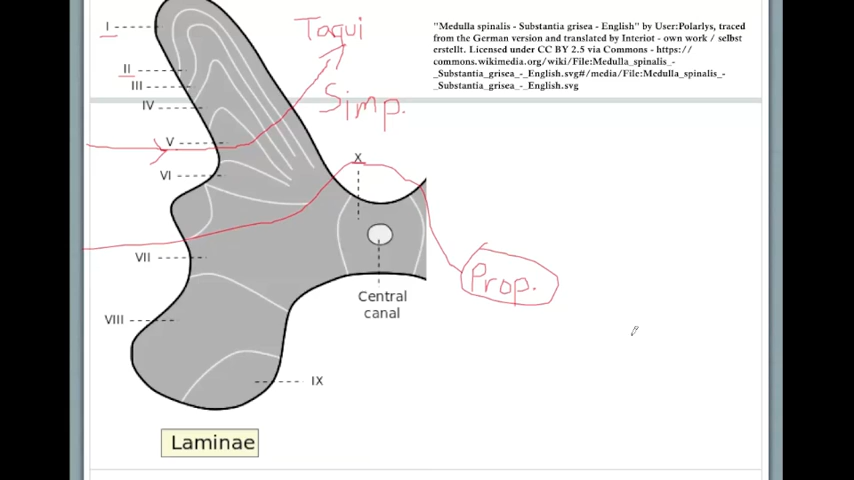 I
II
III
IV
V
VI
VII
VIII
IX
X
Taqui
Simp.
Prop.
Central
canal
Laminae
"Medulla spinalis - Substantia grisea - English" by User:Polarlys, traced
from the German version and translated by Interiot - own work / selbst
erstellt. Licensed under CC BY 2.5 via Commons - https://
commons.wikimedia.org/wiki/File:Medulla_spinalis_-
_Substantia_grisea_-_English.svg#/media/File:Medulla_spinalis_-
_Substantia_grisea_-_English.svg